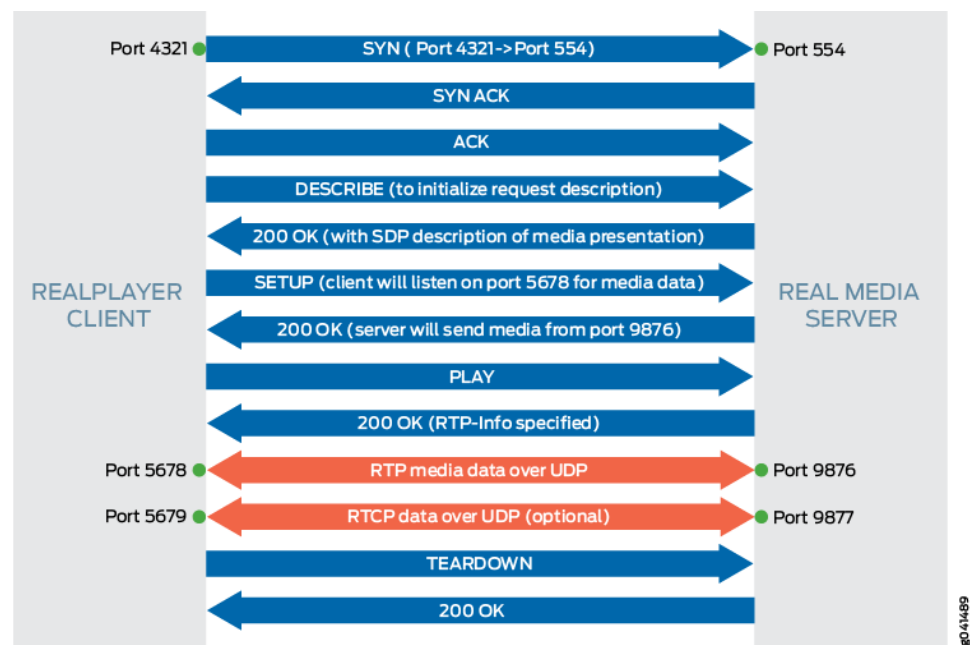 Port 4321
SYN ( Port 4321->Port 554)
Port 554
SYN ACK
ACK
DESCRIBE (to initialize request description)
200 OK (with SDP description of media presentation)
SETUP (client will listen on port 5678 for media data)
REALPLAYER
CLIENT
REAL MEDIA
SERVER
200 OK (server will send media from port 9876)
PLAY
200 OK (RTP-Info specified)
Port 5678
RTP media data over UDP
Port 9876
Port 5679
RTCP data over UDP (optional)
Port 9877
TEARDOWN
200 OK
g041489